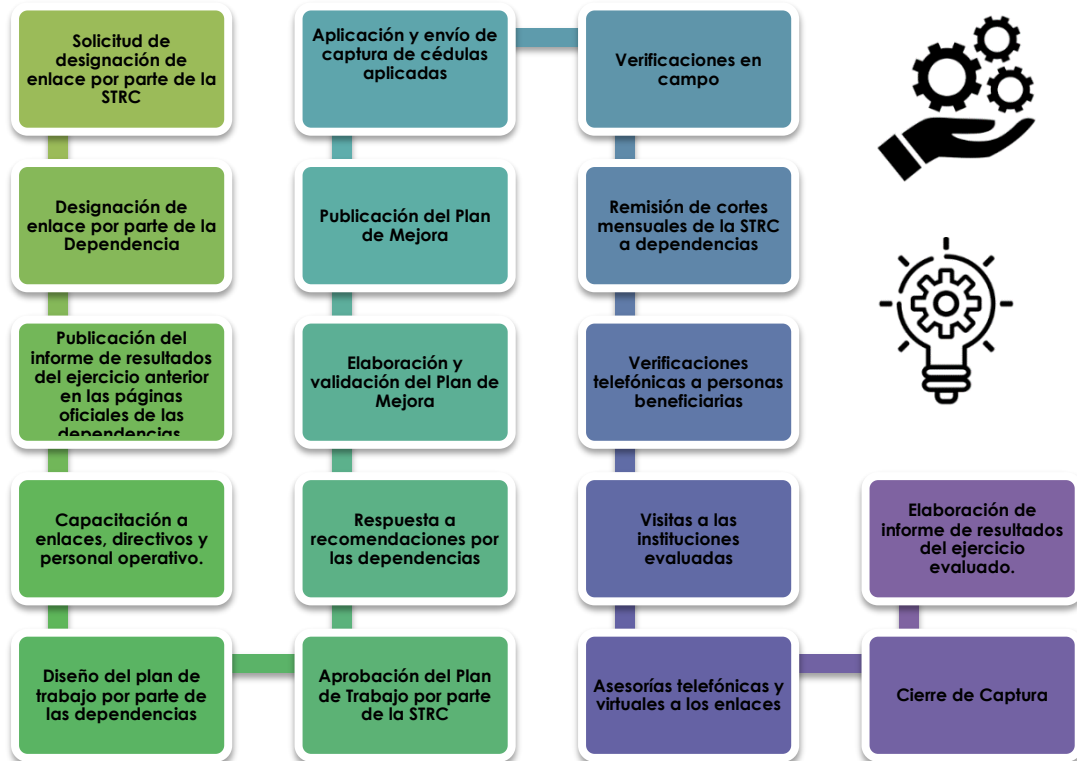 Solicitud de
designación de
enlace por parte de la
STRC
Designación de
enlace por parte de la
Dependencia
Publicación del
informe de resultados
del ejercicio anterior
en las páginas
oficiales de las
dependencias
Capacitación a
enlaces, directivos y
personal operativo.
Diseño del plan de
trabajo por parte de
las dependencias
Aprobación del Plan
de Trabajo por parte
de la STRC
Respuesta a
recomendaciones por
las dependencias
Elaboración y
validación del Plan de
Mejora
Publicación del Plan
de Mejora
Aplicación y envío de
captura de cédulas
aplicadas
Verificaciones en
campo
Remisión de cortes
mensuales de la STRC
a dependencias
Verificaciones
telefónicas a personas
beneficiarias
Visitas a las
instituciones
evaluadas
Asesorías telefónicas y
virtuales a los enlaces
Cierre de Captura
Elaboración de
informe de resultados
del ejercicio
evaluado.